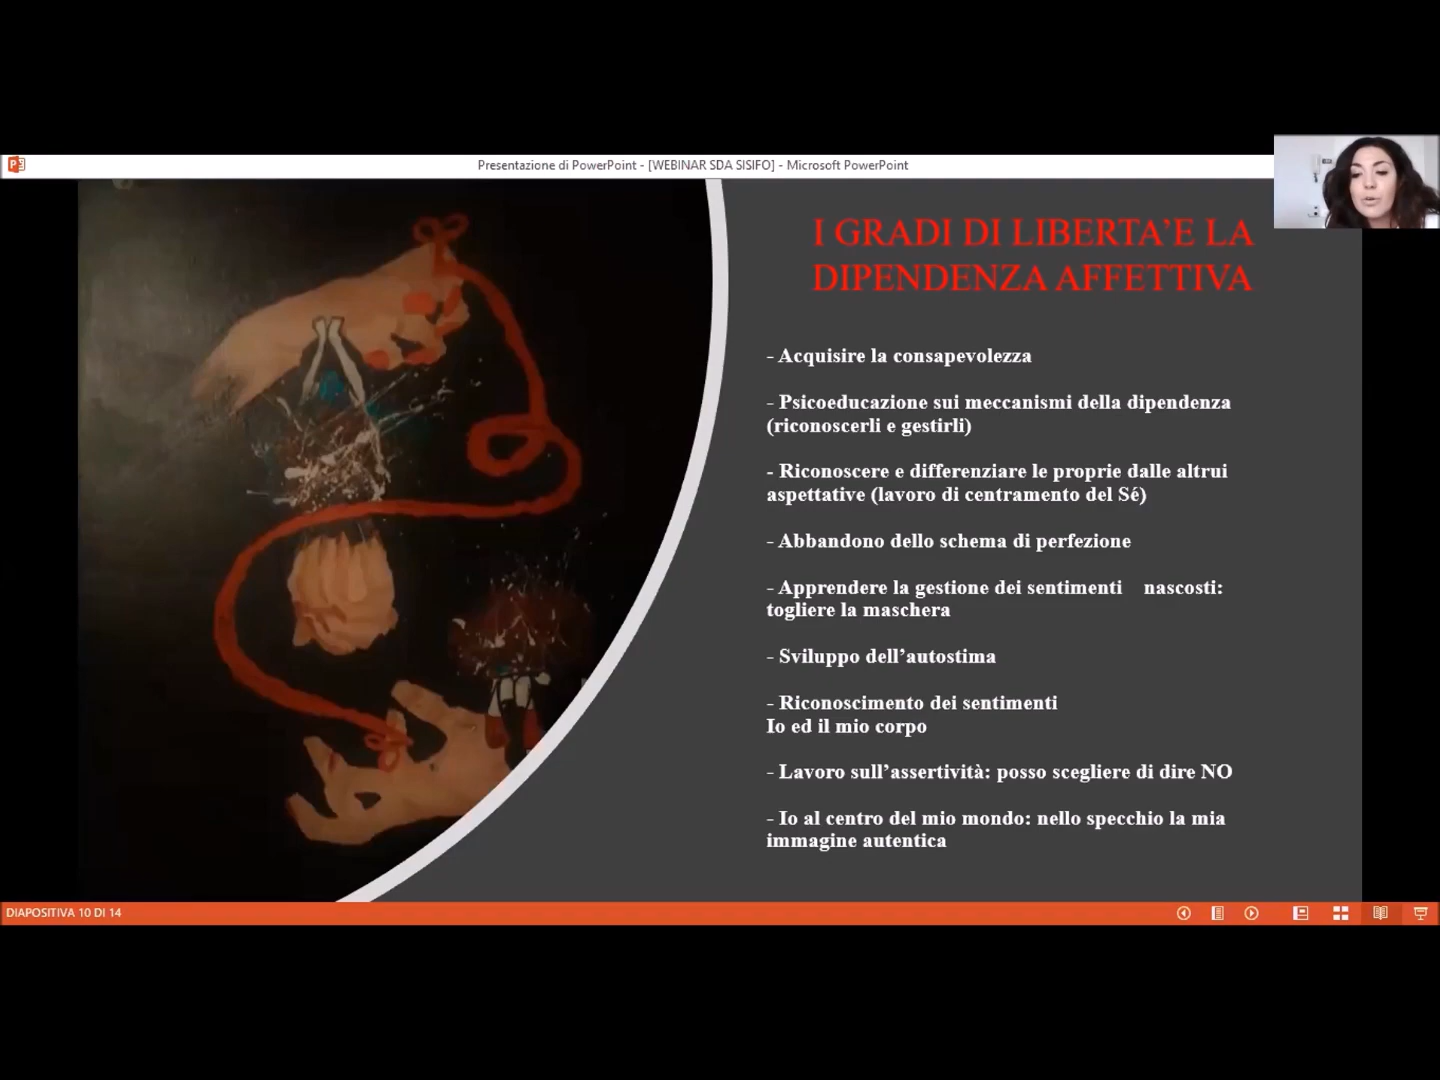 Presentazione di PowerPoint - [WEBINAR SDA SISIFO] - Microsoft PowerPoint
I GRADI DI LIBERTA’E LA
DIPENDENZA AFFETTIVA
- Acquisire la consapevolezza
- Psicoeducazione sui meccanismi della dipendenza
(riconoscerli e gestirli)
- Riconoscere e differenziare le proprie dalle altrui
aspettative (lavoro di centramento del Sé)
- Abbandono dello schema di perfezione
- Apprendere la gestione dei sentimenti nascosti:
togliere la maschera
- Sviluppo dell’autostima
- Riconoscimento dei sentimenti
Io ed il mio corpo
- Lavoro sull’assertività: posso scegliere di dire NO
- Io al centro del mio mondo: nello specchio la mia
immagine autentica
DIAPOSITIVA 10 DI 14